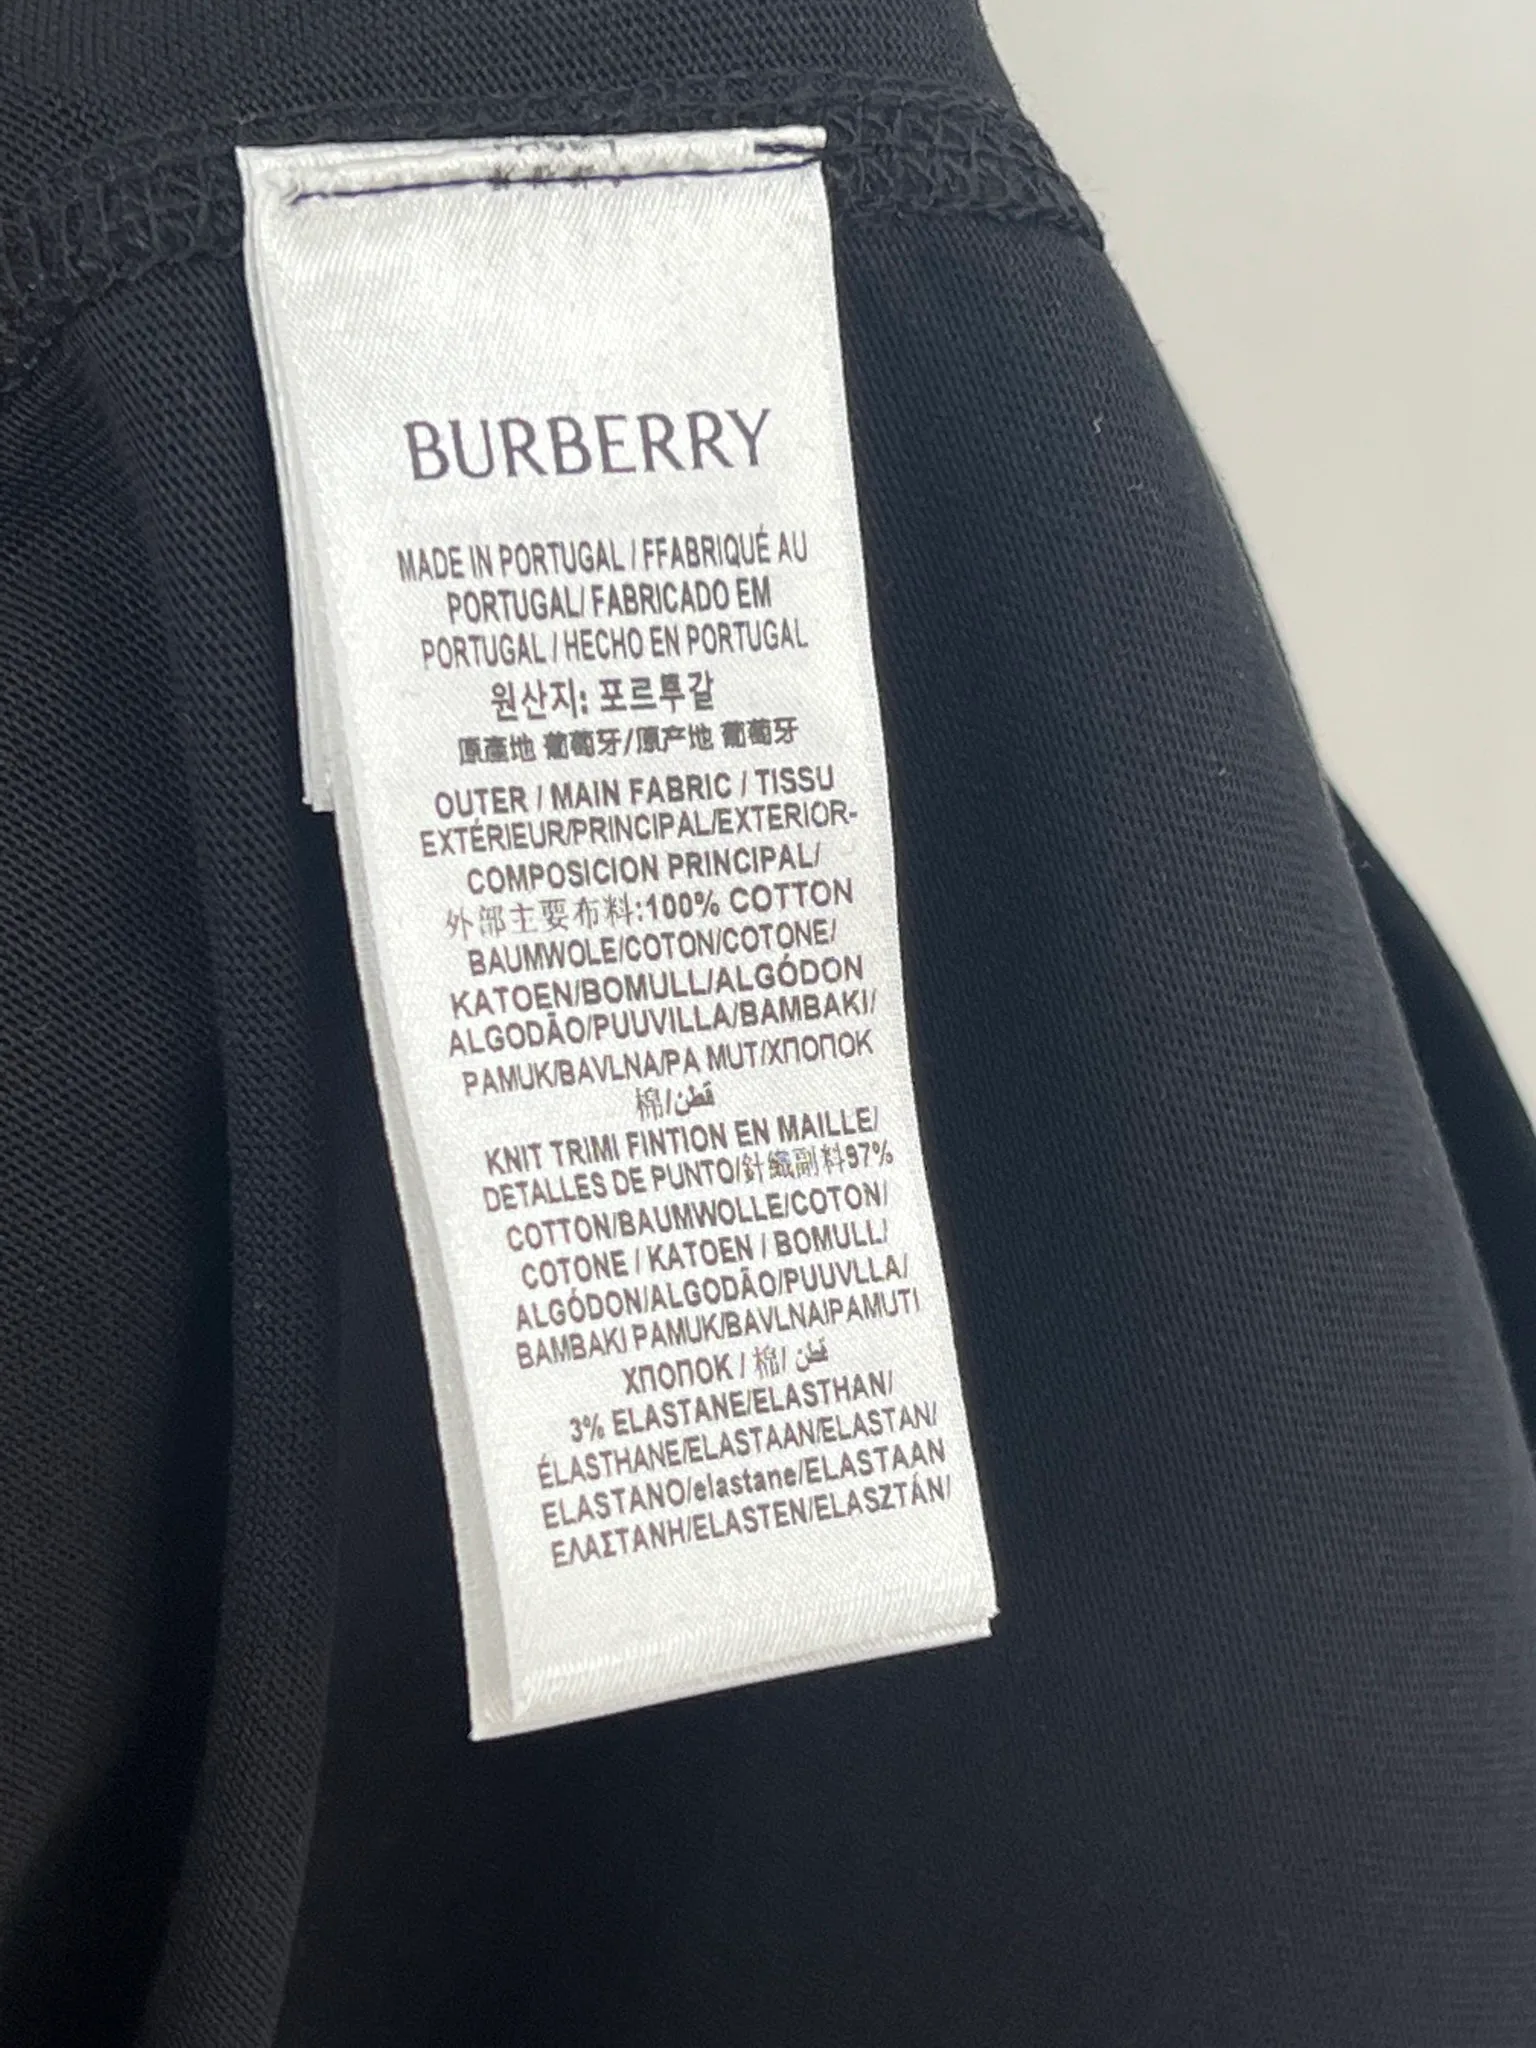 BURBERRY
MADE IN PORTUGAL / FFABRIQUÉ AU
PORTUGAL/ FABRICADO EM
PORTUGAL / HECHO EN PORTUGAL
원산지: 포르투갈
原產地 葡萄牙/原产地 葡萄牙
OUTER / MAIN FABRIC / TISSU
EXTÉRIEUR/PRINCIPAL/EXTERIOR-
COMPOSICION PRINCIPAL/
外部主要布料:100% COTTON
BAUMWOLE/COTON/COTONE/
KATOEN/BOMULL/ALGÓDON
ALGODÃO/PUUVILLA/BAMBAKI/
PAMUK/BAVLNA/PA MUT/ХПОПОК
棉/قطن
KNIT TRIMI FINTION EN MAILLE/
DETALLES DE PUNTO/針織副料97%
COTTON/BAUMWOLLE/COTON/
COTONE / KATOEN / BOMULL/
ALGÓDON/ALGODÃO/PUUVLLA/
BAMBAKI PAMUK/BAVLNA/PAMUTI
ХПОПОК / 棉/ قطن
3% ELASTANE/ELASTHAN/
ÉLASTHANE/ELASTAAN/ELASTAN/
ELASTANO/elastane/ELASTAAN
ΕΛΑΣΤΑΝΗ/ELASTEN/ELASZTÁN/